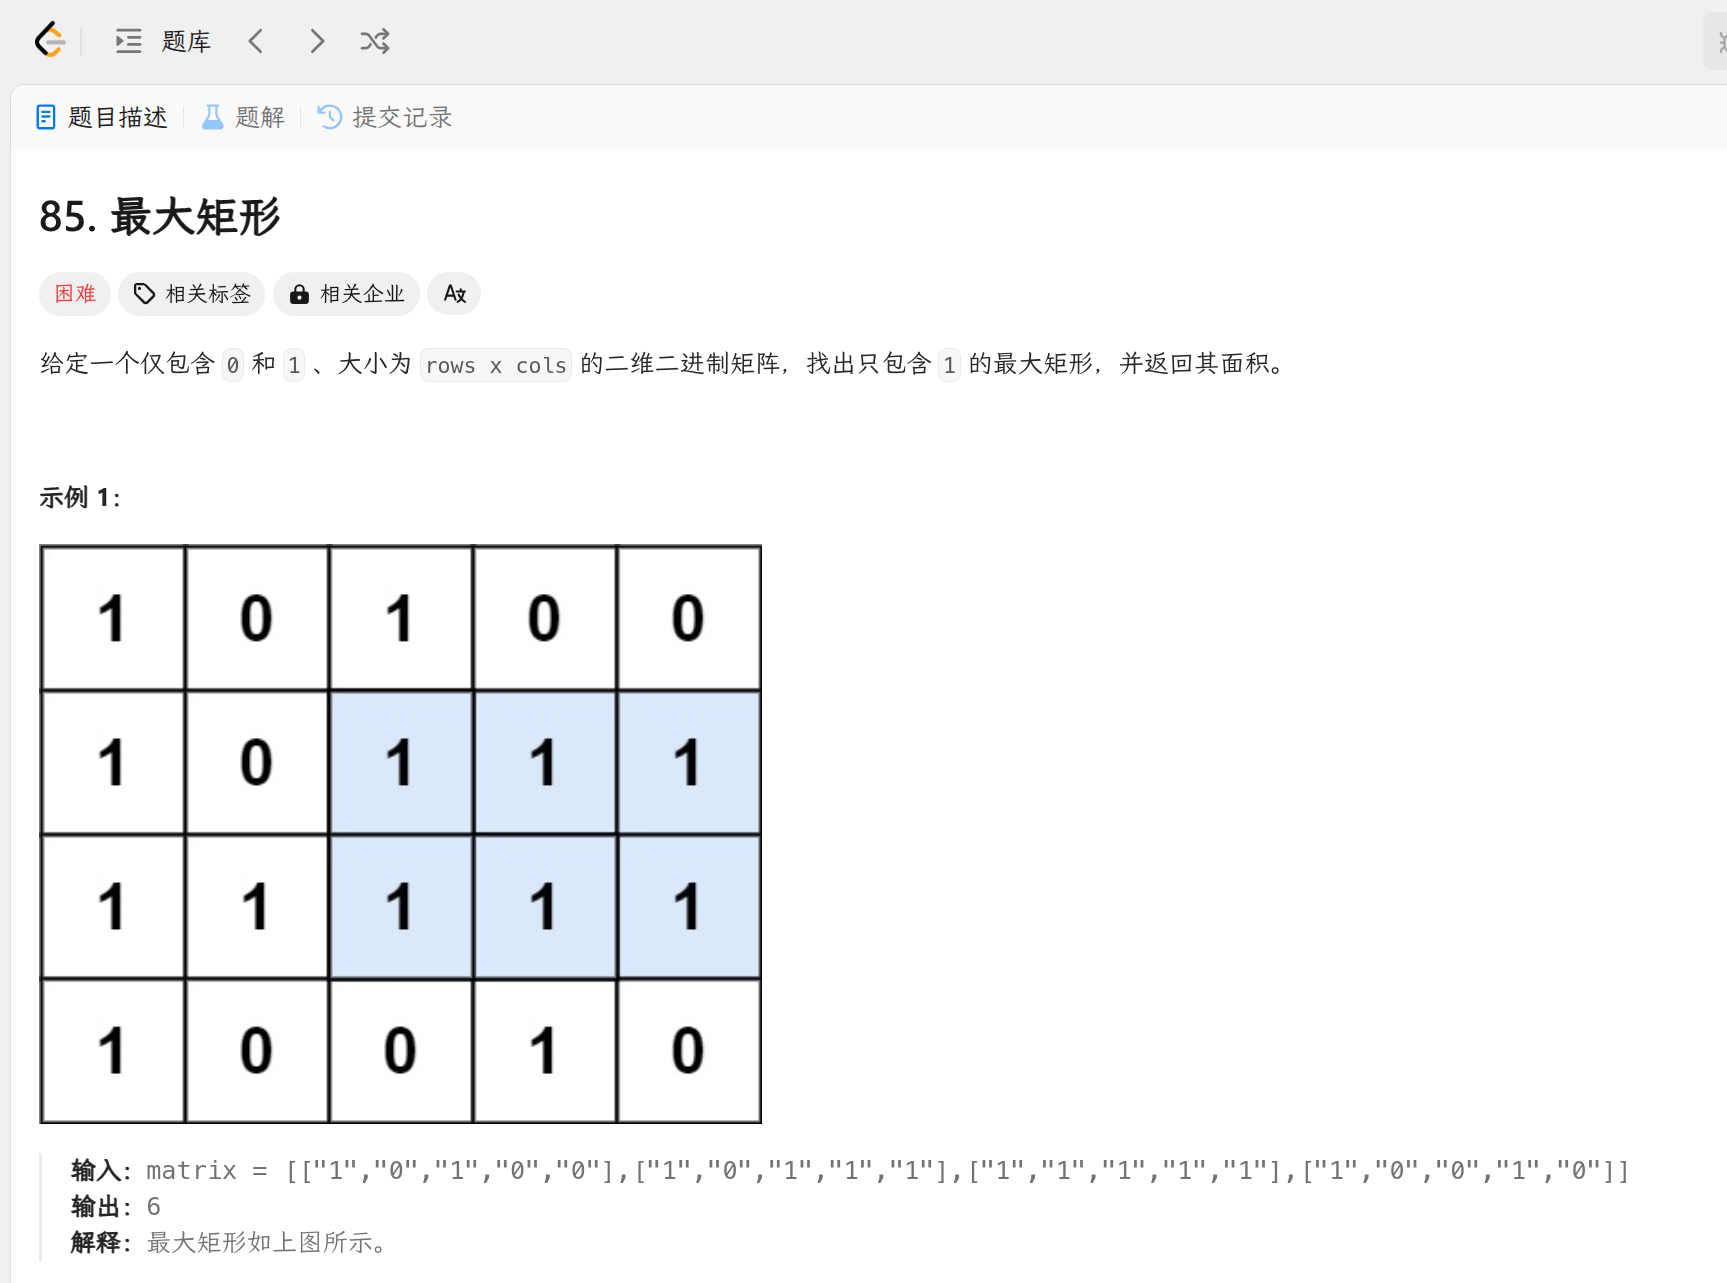 题库
题目描述 题解 提交记录
85. 最大矩形
困难 相关标签 相关企业
给定一个仅包含 0 和 1 、大小为 rows x cols 的二维二进制矩阵，找出只包含 1 的最大矩形，并返回其面积。
示例 1：
1 0 1 0 0
1 0 1 1 1
1 1 1 1 1
1 0 0 1 0
输入：matrix = [["1","0","1","0","0"],["1","0","1","1","1"],["1","1","1","1","1"],["1","0","0","1","0"]]
输出：6
解释：最大矩形如上图所示。